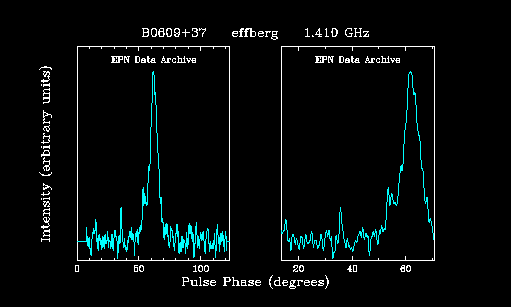 B0609+37 effberg 1.410 GHz
EPN Data Archive EPN Data Archive
Intensity (arbitrary units)
0 50 100 20 40 60
Pulse Phase (degrees)